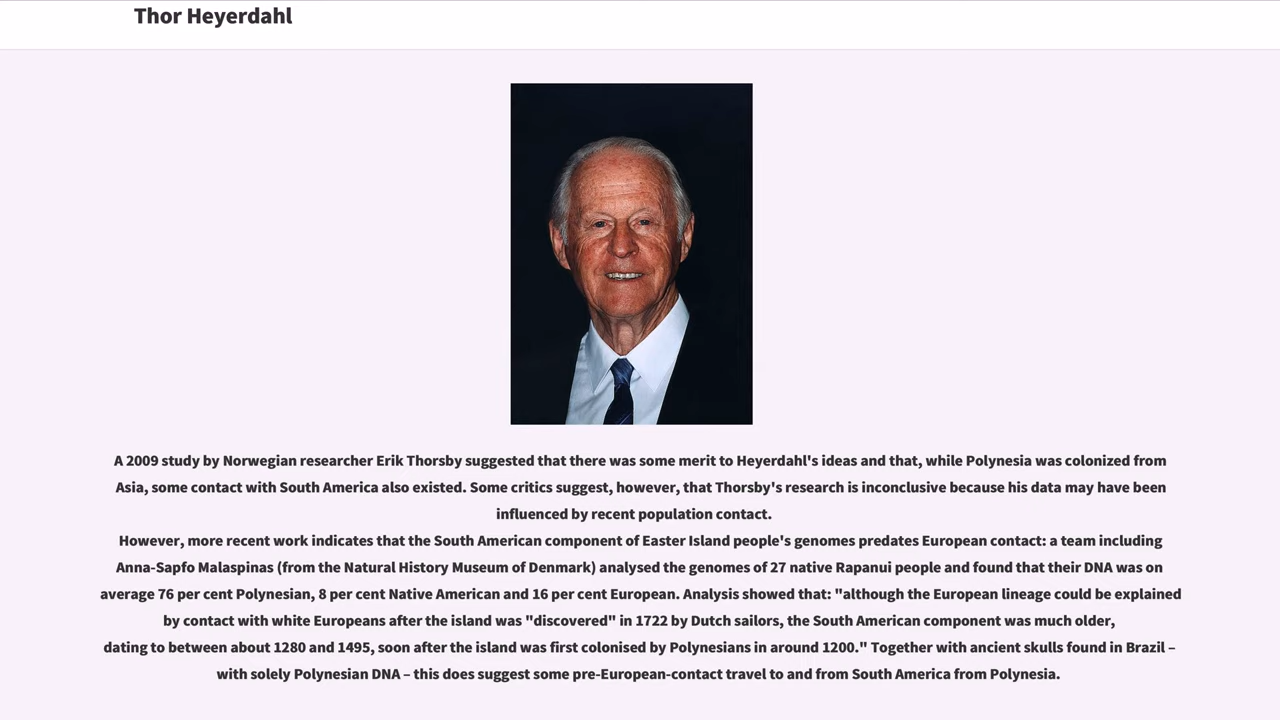 Thor Heyerdahl
A 2009 study by Norwegian researcher Erik Thorsby suggested that there was some merit to Heyerdahl's ideas and that, while Polynesia was colonized from
Asia, some contact with South America also existed. Some critics suggest, however, that Thorsby's research is inconclusive because his data may have been
influenced by recent population contact.
However, more recent work indicates that the South American component of Easter Island people's genomes predates European contact: a team including
Anna-Sapfo Malaspinas (from the Natural History Museum of Denmark) analysed the genomes of 27 native Rapanui people and found that their DNA was on
average 76 per cent Polynesian, 8 per cent Native American and 16 per cent European. Analysis showed that: "although the European lineage could be explained
by contact with white Europeans after the island was "discovered" in 1722 by Dutch sailors, the South American component was much older,
dating to between about 1280 and 1495, soon after the island was first colonised by Polynesians in around 1200." Together with ancient skulls found in Brazil –
with solely Polynesian DNA – this does suggest some pre-European-contact travel to and from South America from Polynesia.